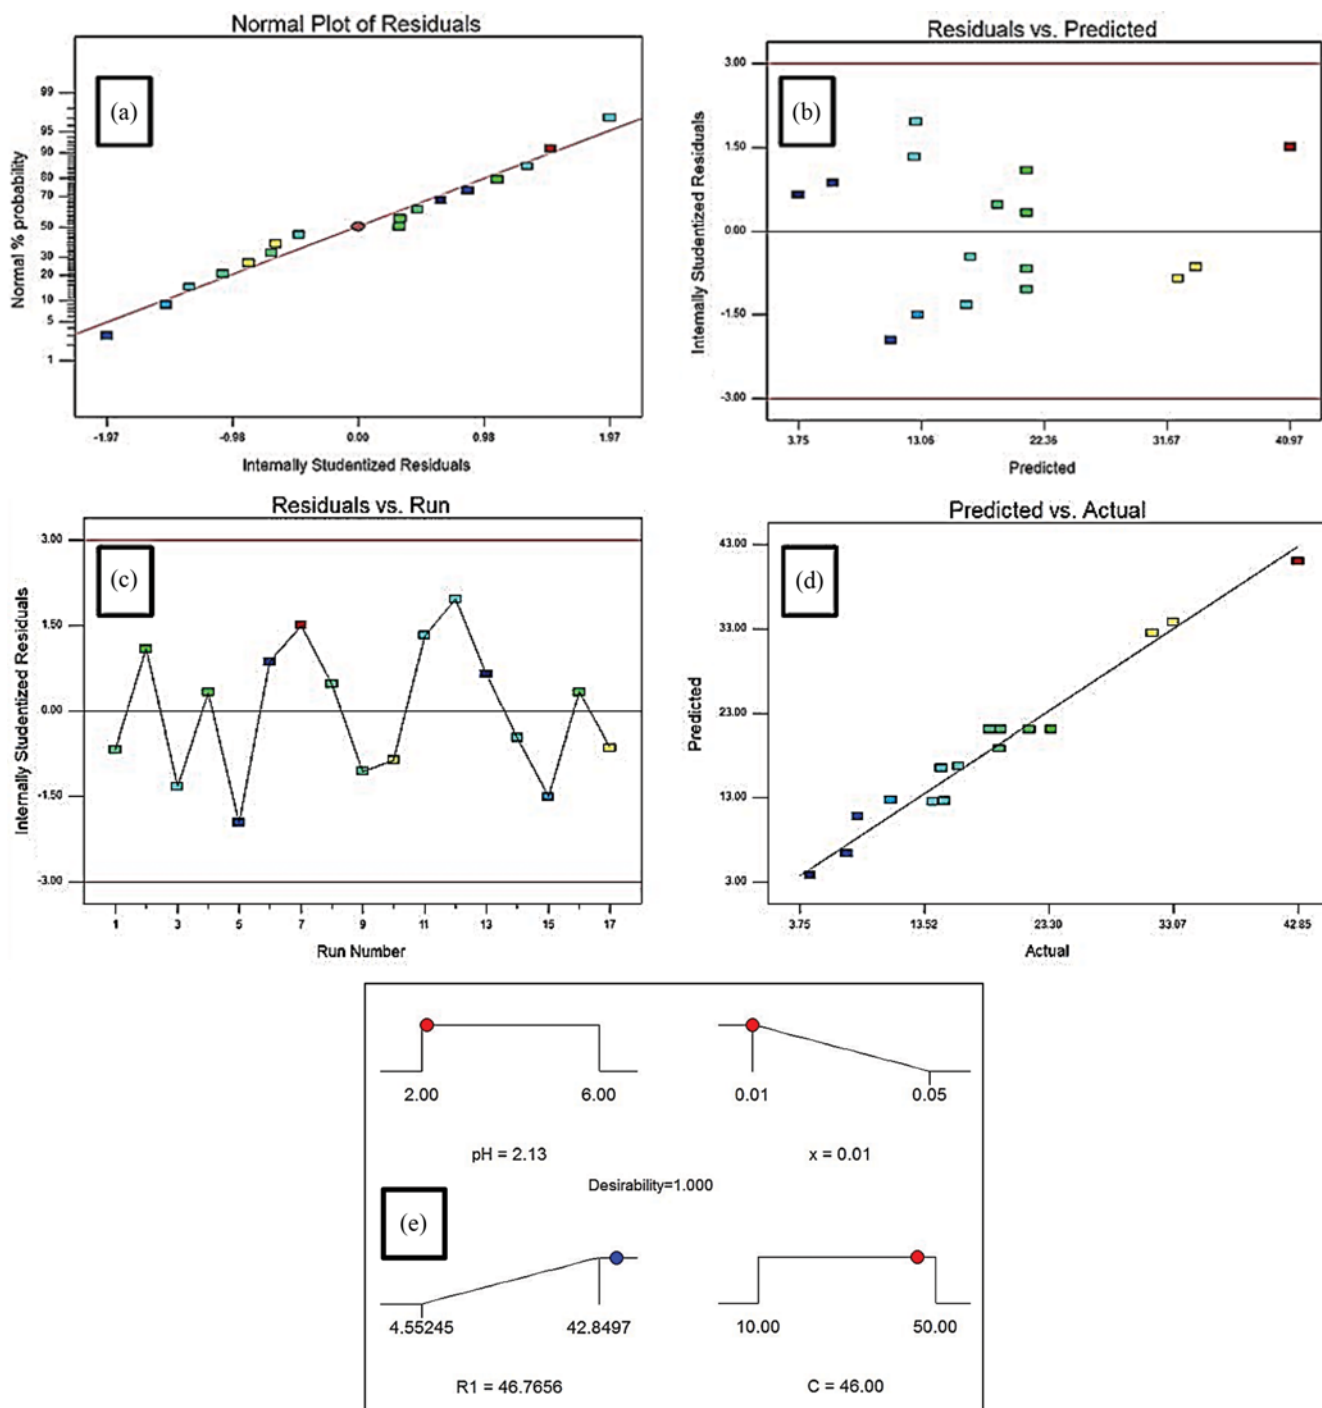 Normal Plot of Residuals
(a)
Normal % probability
99
95
90
80
70
50
30
20
10
5
1
-1.97
-0.98
0.00
0.98
1.97
Internally Studentized Residuals
Residuals vs. Predicted
(b)
Internally Studentized Residuals
3.00
1.50
0.00
-1.50
-3.00
3.75
13.06
22.36
31.67
40.97
Predicted
Residuals vs. Run
(c)
Internally Studentized Residuals
3.00
1.50
0.00
-1.50
-3.00
1
3
5
7
9
11
13
15
17
Run Number
Predicted vs. Actual
(d)
Predicted
43.00
33.00
23.00
13.00
3.00
3.75
13.52
23.30
33.07
42.85
Actual
2.00
6.00
pH = 2.13
0.01
0.05
x = 0.01
Desirability=1.000
(e)
4.55245
42.8497
R1 = 46.7656
10.00
50.00
C = 46.00